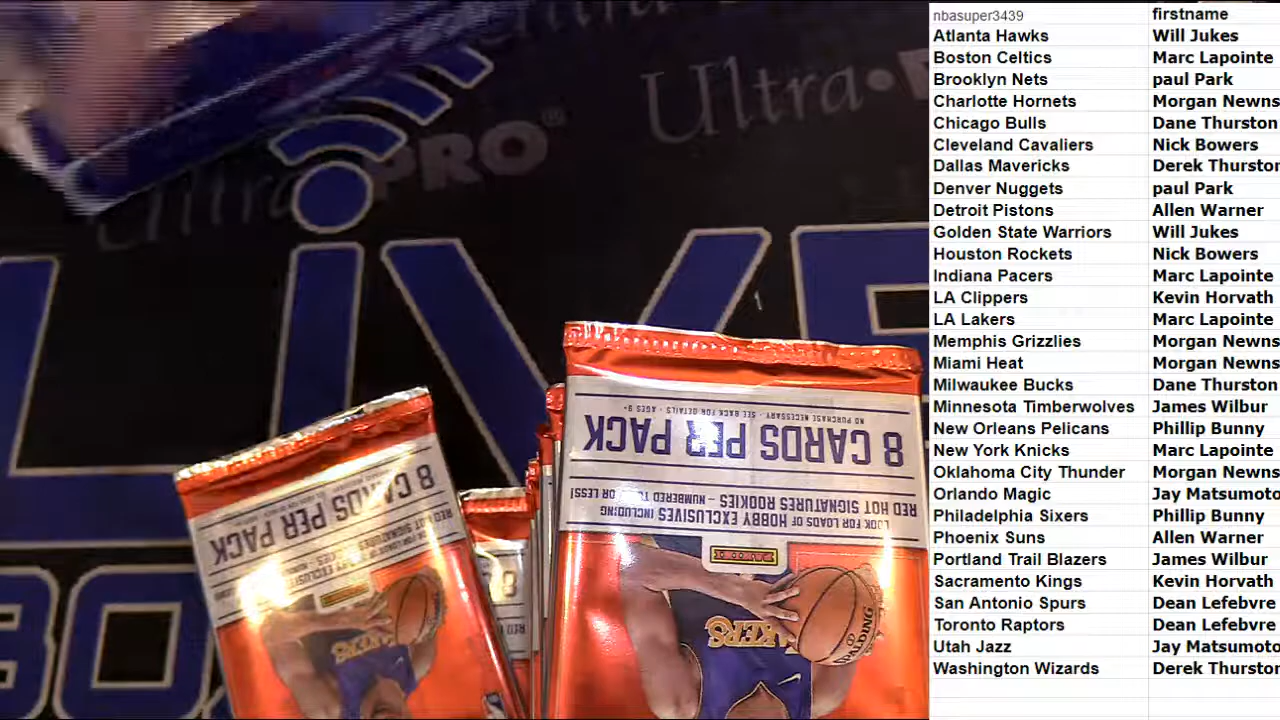 nbasuper3439 firstname
Atlanta Hawks Will Jukes
Boston Celtics Marc Lapointe
Brooklyn Nets paul Park
Charlotte Hornets Morgan Newns
Chicago Bulls Dane Thurston
Cleveland Cavaliers Nick Bowers
Dallas Mavericks Derek Thurston
Denver Nuggets paul Park
Detroit Pistons Allen Warner
Golden State Warriors Will Jukes
Houston Rockets Nick Bowers
Indiana Pacers Marc Lapointe
LA Clippers Kevin Horvath
LA Lakers Marc Lapointe
Memphis Grizzlies Morgan Newns
Miami Heat Morgan Newns
Milwaukee Bucks Dane Thurston
Minnesota Timberwolves James Wilbur
New Orleans Pelicans Phillip Bunny
New York Knicks Marc Lapointe
Oklahoma City Thunder Morgan Newns
Orlando Magic Jay Matsumoto
Philadelphia Sixers Phillip Bunny
Phoenix Suns Allen Warner
Portland Trail Blazers James Wilbur
Sacramento Kings Kevin Horvath
San Antonio Spurs Dean Lefebvre
Toronto Raptors Dean Lefebvre
Utah Jazz Jay Matsumoto
Washington Wizards Derek Thurston
Ultra PRO®
Ultra
LIVE
8 CARDS PER PACK
NO PURCHASE NECESSARY · SEE BACK FOR DETAILS · AGES 9+
LOOK FOR LOADS OF HOBBY EXCLUSIVES INCLUDING
RED HOT SIGNATURES ROOKIES – NUMBERED TO OR LESS!
LAKERS
SPALDING
8 CARDS PER PACK
RED HOT SIGNATURES
8
RED